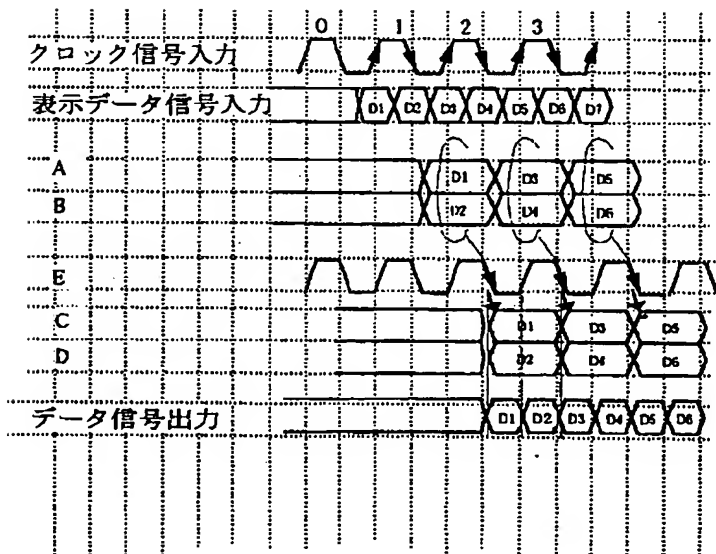 0 1 2 3
クロック信号入力
表示データ信号入力 D1 D2 D3 D4 D5 D6 D7
A D1 D3 D5
B D2 D4 D6
E
C D1 D3 D5
D D2 D4 D6
データ信号出力 D1 D2 D3 D4 D5 D6